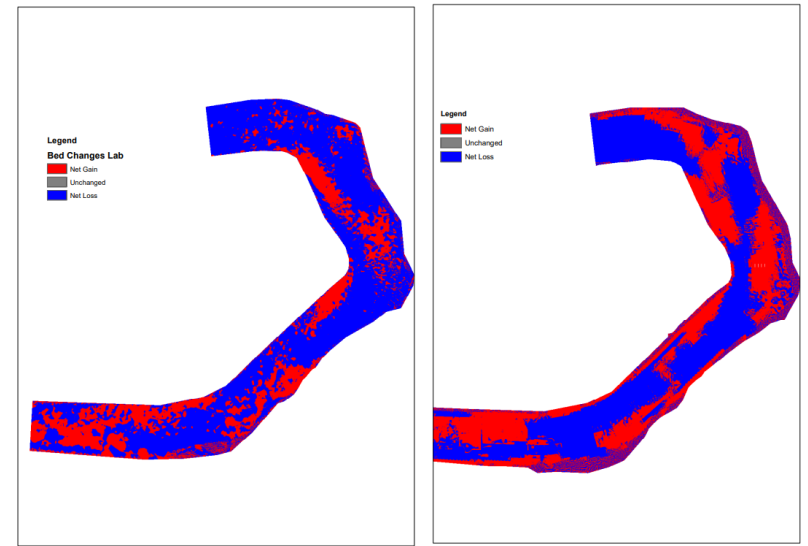 Legend
Bed Changes Lab
Net Gain
Unchanged
Net Loss
Legend
Net Gain
Unchanged
Net Loss